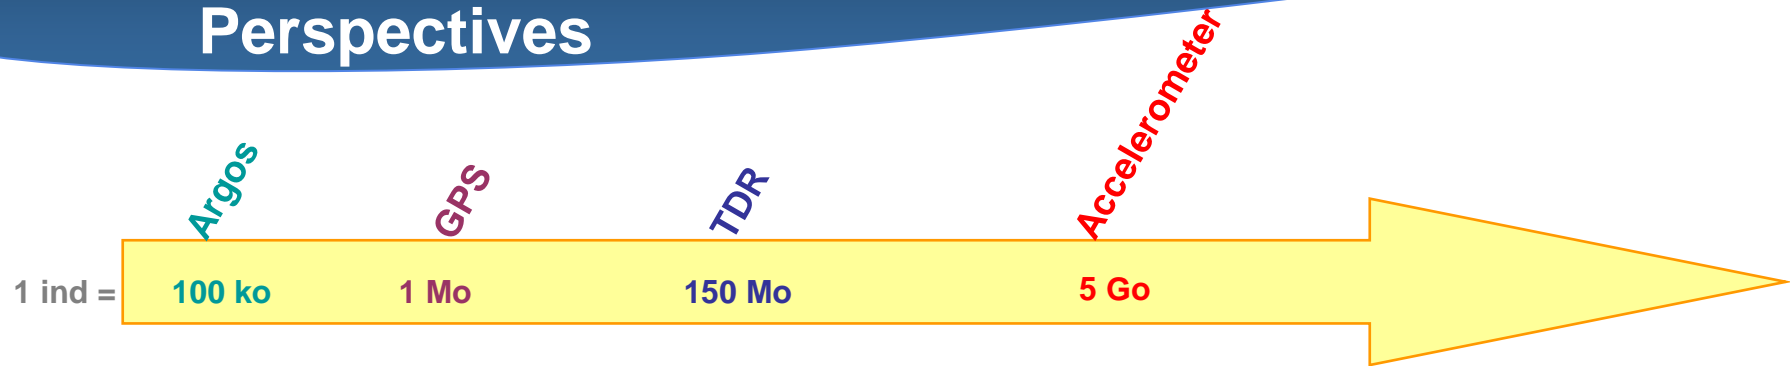 Perspectives
Argos GPS TDR Accelerometer
1 ind = 100 ko 1 Mo 150 Mo 5 Go